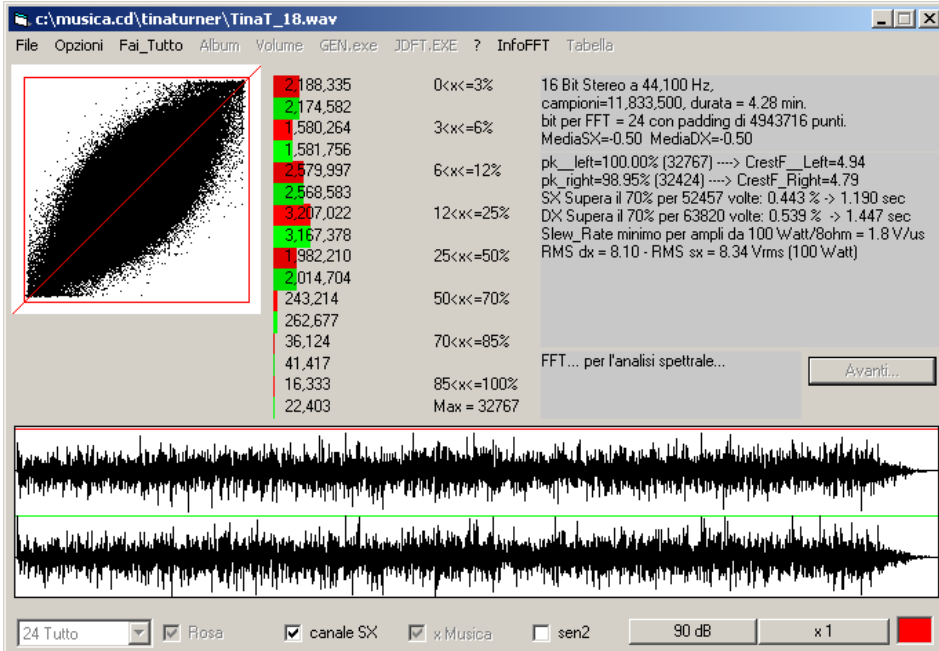 c:\musica.cd\tinaturner\TinaT_18.wav
File Opzioni Fai_Tutto Album Volume GEN.exe JDFT.EXE ? InfoFFT Tabella
2,188,335 0<x<=3%
2,174,582
1,580,264 3<x<=6%
1,581,756
2,579,997 6<x<=12%
2,568,583
3,207,022 12<x<=25%
3,167,378
1,982,210 25<x<=50%
2,014,704
243,214 50<x<=70%
262,677
36,124 70<x<=85%
41,417
16,333 85<x<=100%
22,403 Max = 32767
16 Bit Stereo a 44,100 Hz,
campioni=11,833,500, durata = 4.28 min.
bit per FFT = 24 con padding di 4943716 punti.
MediaSX=-0.50 MediaDX=-0.50
pk__left=100.00% (32767) ----> CrestF__Left=4.94
pk_right=98.95% (32424) ----> CrestF_Right=4.79
SX Supera il 70% per 52457 volte: 0.443 % -> 1.190 sec
DX Supera il 70% per 63820 volte: 0.539 % -> 1.447 sec
Slew_Rate minimo per ampli da 100 Watt/8ohm = 1.8 V/us
RMS dx = 8.10 - RMS sx = 8.34 Vrms (100 Watt)
FFT... per l'analisi spettrale...
Avanti...
24 Tutto Rosa canale SX x Musica sen2 90 dB x 1